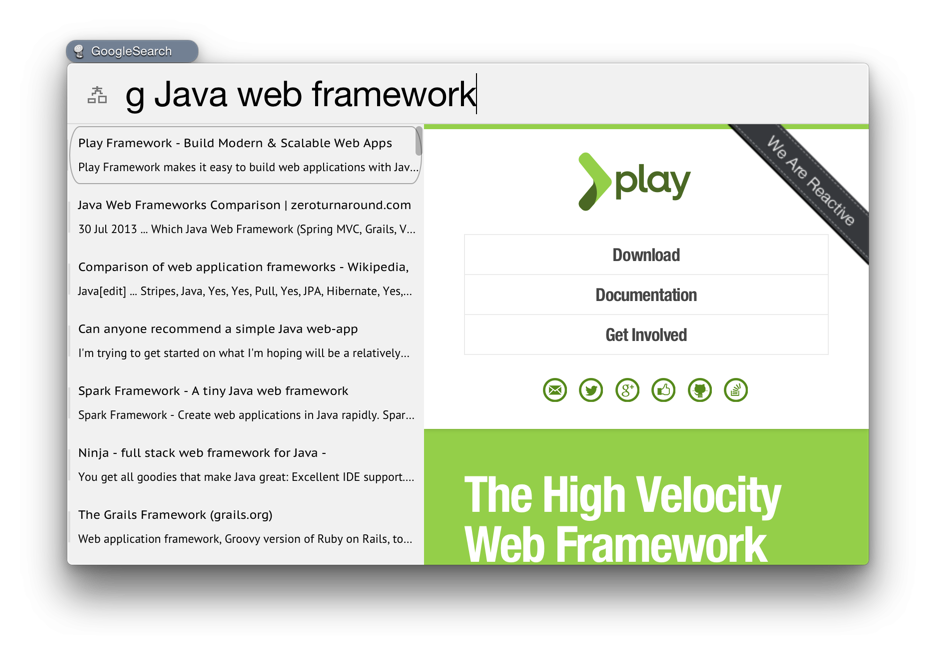 GoogleSearch
g Java web framework
Play Framework - Build Modern & Scalable Web Apps
Play Framework makes it easy to build web applications with Jav...
Java Web Frameworks Comparison | zeroturnaround.com
30 Jul 2013 ... Which Java Web Framework (Spring MVC, Grails, V...
Comparison of web application frameworks - Wikipedia,
Java[edit] ... Stripes, Java, Yes, Yes, Pull, Yes, JPA, Hibernate, Yes,...
Can anyone recommend a simple Java web-app
I'm trying to get started on what I'm hoping will be a relatively...
Spark Framework - A tiny Java web framework
Spark Framework - Create web applications in Java rapidly. Spar...
Ninja - full stack web framework for Java -
You get all goodies that make Java great: Excellent IDE support....
The Grails Framework (grails.org)
Web application framework, Groovy version of Ruby on Rails, to...
play
We Are Reactive
Download
Documentation
Get Involved
g+
The High Velocity
Web Framework